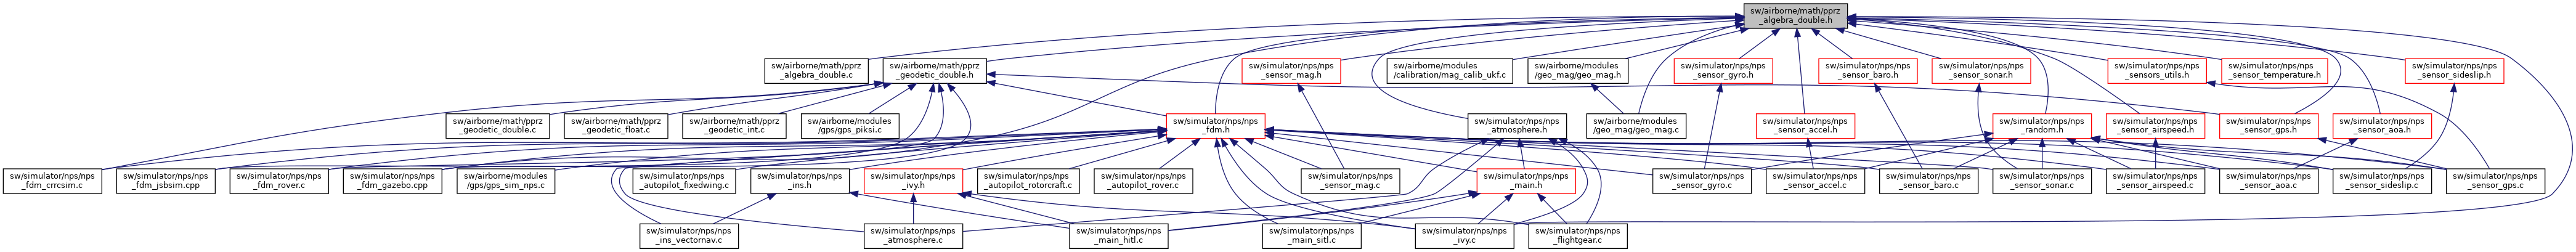 sw/airborne/math/pprz
_algebra_double.h
sw/airborne/math/pprz
_algebra_double.c
sw/airborne/math/pprz
_geodetic_double.h
sw/simulator/nps/nps
_sensor_mag.h
sw/airborne/modules
/calibration/mag_calib_ukf.c
sw/airborne/modules
/geo_mag/geo_mag.h
sw/simulator/nps/nps
_sensor_gyro.h
sw/simulator/nps/nps
_sensor_baro.h
sw/simulator/nps/nps
_sensor_sonar.h
sw/simulator/nps/nps
_sensors_utils.h
sw/simulator/nps/nps
_sensor_temperature.h
sw/simulator/nps/nps
_sensor_sideslip.h
sw/airborne/math/pprz
_geodetic_double.c
sw/airborne/math/pprz
_geodetic_float.c
sw/airborne/math/pprz
_geodetic_int.c
sw/airborne/modules
/gps/gps_piksi.c
sw/simulator/nps/nps
_fdm.h
sw/simulator/nps/nps
_atmosphere.h
sw/airborne/modules
/geo_mag/geo_mag.c
sw/simulator/nps/nps
_sensor_accel.h
sw/simulator/nps/nps
_random.h
sw/simulator/nps/nps
_sensor_airspeed.h
sw/simulator/nps/nps
_sensor_gps.h
sw/simulator/nps/nps
_sensor_aoa.h
sw/simulator/nps/nps
_fdm_crrcsim.c
sw/simulator/nps/nps
_fdm_jsbsim.cpp
sw/simulator/nps/nps
_fdm_rover.c
sw/simulator/nps/nps
_fdm_gazebo.cpp
sw/airborne/modules
/gps/gps_sim_nps.c
sw/simulator/nps/nps
_autopilot_fixedwing.c
sw/simulator/nps/nps
_ins.h
sw/simulator/nps/nps
_ivy.h
sw/simulator/nps/nps
_autopilot_rotorcraft.c
sw/simulator/nps/nps
_autopilot_rover.c
sw/simulator/nps/nps
_sensor_mag.c
sw/simulator/nps/nps
_main.h
sw/simulator/nps/nps
_sensor_gyro.c
sw/simulator/nps/nps
_sensor_accel.c
sw/simulator/nps/nps
_sensor_baro.c
sw/simulator/nps/nps
_sensor_sonar.c
sw/simulator/nps/nps
_sensor_airspeed.c
sw/simulator/nps/nps
_sensor_aoa.c
sw/simulator/nps/nps
_sensor_sideslip.c
sw/simulator/nps/nps
_sensor_gps.c
sw/simulator/nps/nps
_ins_vectornav.c
sw/simulator/nps/nps
_atmosphere.c
sw/simulator/nps/nps
_main_hitl.c
sw/simulator/nps/nps
_main_sitl.c
sw/simulator/nps/nps
_ivy.c
sw/simulator/nps/nps
_flightgear.c